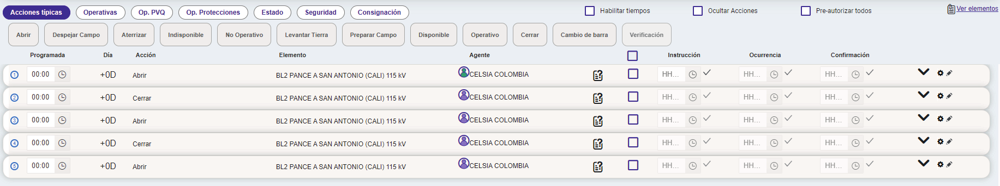 Acciones típicas Operativas Op. PVQ Op. Protecciones Estado Seguridad Consignación Habilitar tiempos Ocultar Acciones Pre-autorizar todos Ver elementos
Abrir Despejar Campo Aterrizar Indisponible No Operativo Levantar Tierra Preparar Campo Disponible Operativo Cerrar Cambio de barra Verificación
Programada Día Acción Elemento Agente Instrucción Ocurrencia Confirmación
1 00:00 +0D Abrir BL2 PANCE A SAN ANTONIO (CALI) 115 kV CELSIA COLOMBIA HH... HH... HH...
2 00:00 +0D Cerrar BL2 PANCE A SAN ANTONIO (CALI) 115 kV CELSIA COLOMBIA HH... HH... HH...
3 00:00 +0D Abrir BL2 PANCE A SAN ANTONIO (CALI) 115 kV CELSIA COLOMBIA HH... HH... HH...
4 00:00 +0D Cerrar BL2 PANCE A SAN ANTONIO (CALI) 115 kV CELSIA COLOMBIA HH... HH... HH...
5 00:00 +0D Abrir BL2 PANCE A SAN ANTONIO (CALI) 115 kV CELSIA COLOMBIA HH... HH... HH...